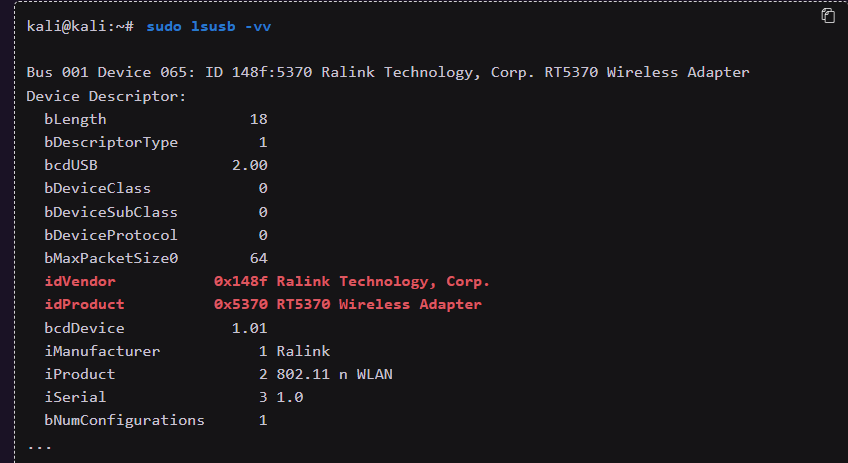 kali@kali:~# sudo lsusb -vv
Bus 001 Device 065: ID 148f:5370 Ralink Technology, Corp. RT5370 Wireless Adapter
Device Descriptor:
bLength 18
bDescriptorType 1
bcdUSB 2.00
bDeviceClass 0
bDeviceSubClass 0
bDeviceProtocol 0
bMaxPacketSize0 64
idVendor 0x148f Ralink Technology, Corp.
idProduct 0x5370 RT5370 Wireless Adapter
bcdDevice 1.01
iManufacturer 1 Ralink
iProduct 2 802.11 n WLAN
iSerial 3 1.0
bNumConfigurations 1
...